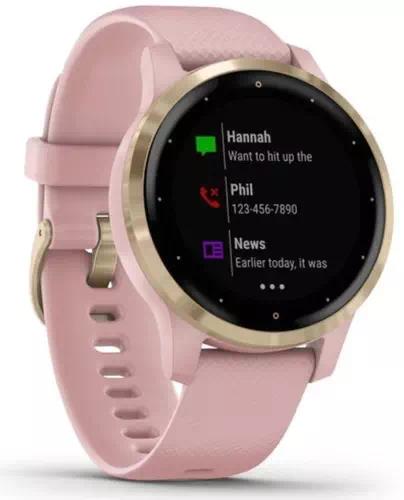 Hannah
Want to hit up the
Phil
123-456-7890
News
Earlier today, it was